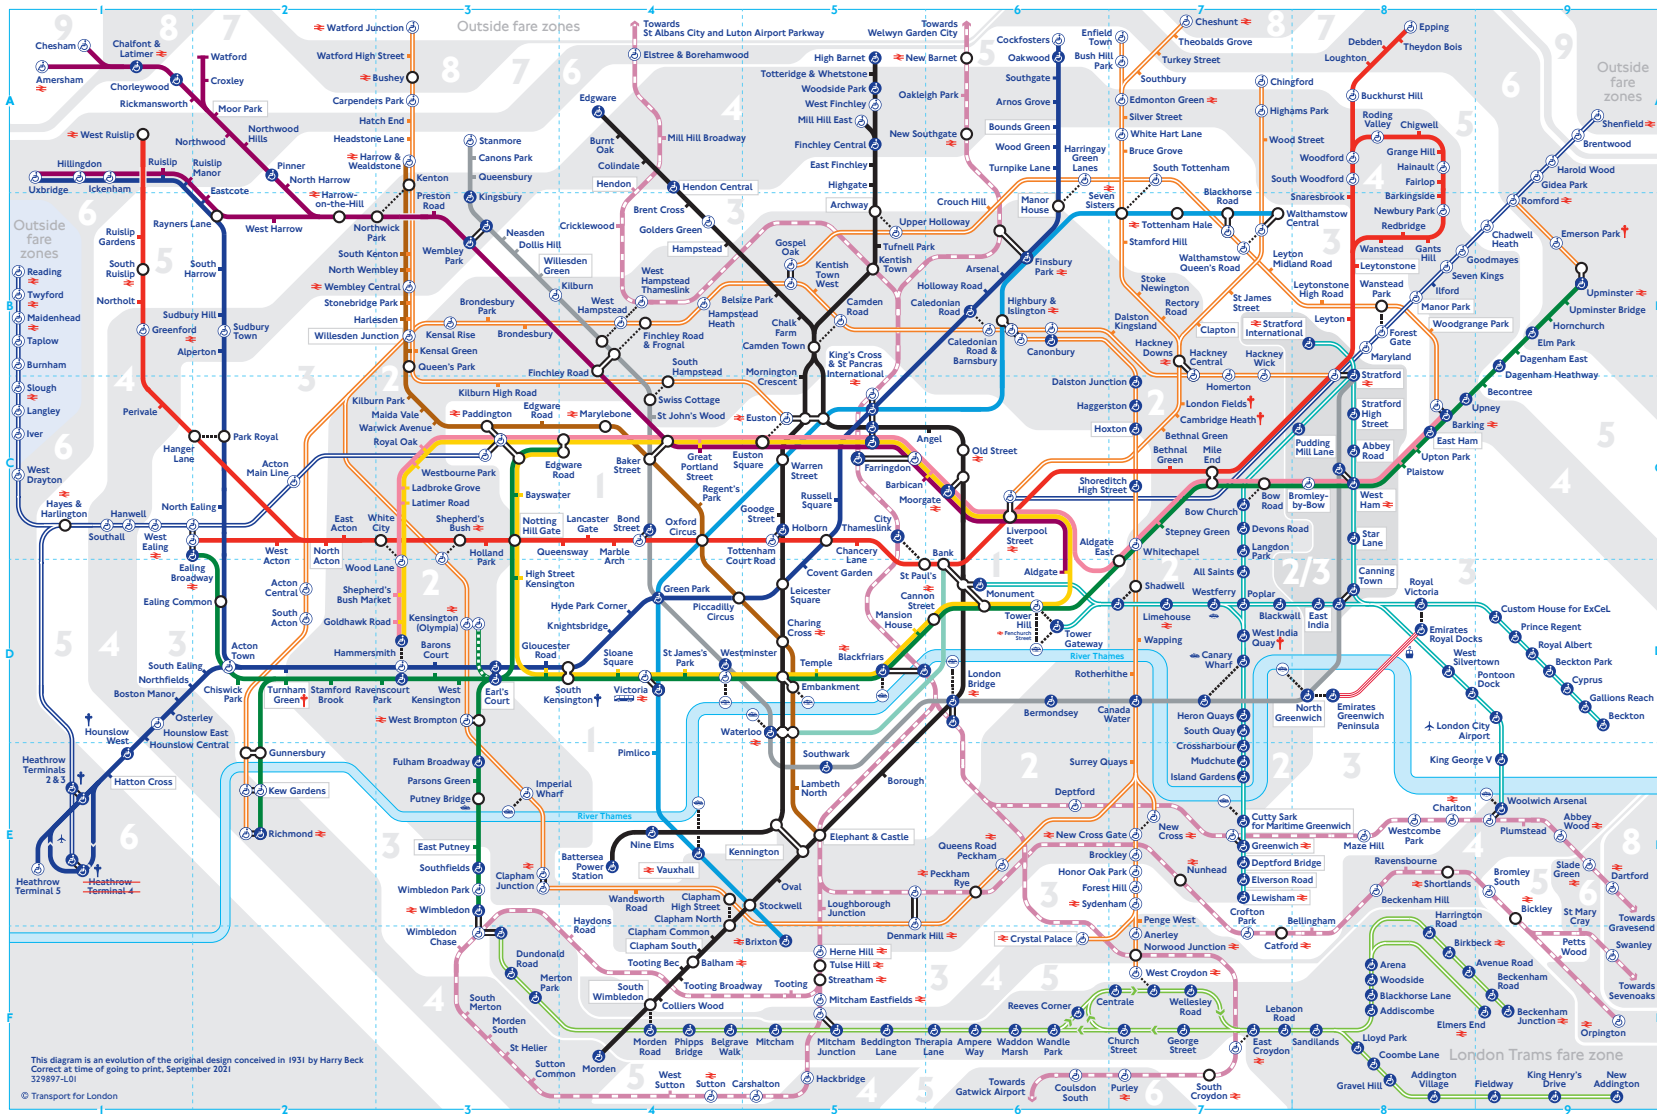 1
2
3
4
5
6
7
8
9
Outside fare zones
Chesham
Chalfont &
Latimer
Watford
Croxley
Amersham
Chorleywood
Rickmansworth
Moor Park
Northwood
Northwood
Hills
Pinner
North Harrow
Harrow-
on-the-Hill
West Ruislip
Hillingdon
Ruislip
Ruislip
Manor
Eastcote
Uxbridge
Ickenham
Rayners Lane
West Harrow
Northwick
Park
Preston
Road
Kenton
Harrow &
Wealdstone
Headstone Lane
Hatch End
Carpenders Park
Bushey
Watford High Street
Watford Junction
Stanmore
Canons Park
Queensbury
Kingsbury
Wembley
Park
Neasden
Dollis Hill
Willesden
Green
Kilburn
West
Hampstead
Finchley Road
South Kenton
North Wembley
Wembley Central
Stonebridge Park
Harlesden
Willesden Junction
Kensal Green
Queen's Park
Kilburn Park
Maida Vale
Warwick Avenue
Royal Oak
Ruislip
Gardens
South
Ruislip
Northolt
Greenford
Perivale
Hanger
Lane
Park Royal
South
Harrow
Sudbury Hill
Sudbury
Town
Alperton
North Ealing
Outside
fare
zones
Reading
Twyford
Maidenhead
Taplow
Burnham
Slough
Langley
Iver
West
Drayton
Hayes &
Harlington
Hanwell
Southall
West
Ealing
Ealing
Broadway
Ealing Common
Acton
Main Line
East
Acton
White
City
West
Acton
North
Acton
Wood Lane
Shepherd's
Bush
Holland
Park
Notting
Hill Gate
Queensway
Lancaster
Gate
Marble
Arch
Bond
Street
Oxford
Circus
Tottenham
Court Road
Holborn
Chancery
Lane
St Paul's
Bank
Towards
St Albans City and Luton Airport Parkway
Elstree & Borehamwood
Mill Hill Broadway
Hendon
Cricklewood
West
Hampstead
Thameslink
Edgware
Burnt
Oak
Colindale
Hendon Central
Brent Cross
Golders Green
Hampstead
Belsize Park
Chalk
Farm
Camden Town
Mornington
Crescent
Euston
High Barnet
Totteridge & Whetstone
Woodside Park
West Finchley
Mill Hill East
Finchley Central
East Finchley
Highgate
Archway
Tufnell Park
Kentish
Town
Gospel
Oak
Kentish
Town
West
Camden
Road
Hampstead
Heath
Finchley Road
& Frognal
Brondesbury
Park
Brondesbury
Kensal Rise
South
Hampstead
Kilburn High Road
Swiss Cottage
St John's Wood
Towards
Welwyn Garden City
New Barnet
Oakleigh Park
New Southgate
Cockfosters
Oakwood
Southgate
Arnos Grove
Bounds Green
Wood Green
Turnpike Lane
Manor
House
Finsbury
Park
Arsenal
Holloway Road
Caledonian
Road
Crouch Hill
Upper Holloway
Harringay
Green
Lanes
Seven
Sisters
South Tottenham
Blackhorse
Road
Tottenham Hale
Walthamstow
Central
Walthamstow
Queen's Road
Leyton
Midland Road
Leytonstone
High Road
Wanstead
Park
Woodgrange Park
Enfield
Town
Bush Hill
Park
Cheshunt
Theobalds Grove
Turkey Street
Southbury
Edmonton Green
Silver Street
White Hart Lane
Bruce Grove
Stamford Hill
Stoke
Newington
Rectory
Road
Clapton
St James
Street
Chingford
Highams Park
Wood Street
Hackney
Downs
Hackney
Central
Homerton
Hackney
Wick
London Fields
Cambridge Heath
Bethnal Green
Dalston
Kingsland
Highbury &
Islington
Caledonian
Road &
Barnsbury
Canonbury
Dalston Junction
Haggerston
Hoxton
Shoreditch
High Street
Epping
Debden
Theydon Bois
Loughton
Buckhurst Hill
Roding
Valley
Chigwell
Woodford
Grange Hill
Hainault
Fairlop
Barkingside
Newbury Park
Redbridge
Wanstead
Gants
Hill
South Woodford
Snaresbrook
Leytonstone
Leyton
Stratford
International
Stratford
Stratford
High
Street
Abbey
Road
Pudding
Mill Lane
Bethnal
Green
Mile
End
Shenfield
Brentwood
Harold Wood
Gidea Park
Romford
Emerson Park
Chadwell
Heath
Goodmayes
Seven Kings
Ilford
Manor Park
Forest
Gate
Maryland
Upminster
Upminster Bridge
Hornchurch
Elm Park
Dagenham East
Dagenham Heathway
Becontree
Upney
Barking
East Ham
Upton Park
Plaistow
West
Ham
Bromley-
by-Bow
Bow
Road
Bow Church
Stepney Green
Devons Road
Langdon
Park
All Saints
Star
Lane
Canning
Town
Whitechapel
Aldgate
East
Aldgate
Liverpool
Street
Moorgate
Barbican
Farringdon
King's Cross
& St Pancras
International
Angel
Old Street
Euston
Square
Great
Portland
Street
Baker
Street
Marylebone
Edgware
Road
Paddington
Edgware
Road
Bayswater
High Street
Kensington
Westbourne Park
Ladbroke Grove
Latimer Road
Shepherd's
Bush Market
Goldhawk Road
Hammersmith
Kensington
(Olympia)
Barons
Court
Gloucester
Road
Earl's
Court
South
Kensington
Sloane
Square
Victoria
St James's
Park
Westminster
Embankment
Temple
Blackfriars
Mansion
House
Cannon
Street
Monument
Tower
Hill
Fenchurch
Street
Tower
Gateway
Warren
Street
Goodge
Street
Russell
Square
Regent's
Park
Covent Garden
Leicester
Square
Piccadilly
Circus
Green Park
Hyde Park Corner
Knightsbridge
Charing
Cross
City
Thameslink
London
Bridge
Waterloo
Southwark
Lambeth
North
Borough
Elephant & Castle
Kennington
Nine Elms
Battersea
Power
Station
Vauxhall
Pimlico
Oval
Stockwell
Brixton
Clapham
High Street
Clapham North
Clapham Common
Clapham South
Balham
Tooting Bec
Tooting Broadway
Colliers Wood
South
Wimbledon
Morden
Acton
Central
South
Acton
Acton
Town
South Ealing
Northfields
Boston Manor
Osterley
Hounslow East
Hounslow Central
Hounslow
West
Hatton Cross
Heathrow
Terminals
2 & 3
Heathrow
Terminal 5
Heathrow
Terminal 4
Chiswick
Park
Turnham
Green
Stamford
Brook
Ravenscourt
Park
West
Kensington
West Brompton
Gunnersbury
Kew Gardens
Richmond
Fulham Broadway
Parsons Green
Putney Bridge
East Putney
Southfields
Wimbledon Park
Wimbledon
Wimbledon
Chase
Imperial
Wharf
Clapham
Junction
Wandsworth
Road
River Thames
River Thames
Shadwell
Limehouse
Westferry
Poplar
Blackwall
East
India
Wapping
Rotherhithe
Bermondsey
Canada
Water
Surrey Quays
Canary
Wharf
West India
Quay
Heron Quays
South Quay
Crossharbour
Mudchute
Island Gardens
Cutty Sark
for Maritime Greenwich
Greenwich
Deptford Bridge
Elverson Road
Lewisham
North
Greenwich
Emirates
Greenwich
Peninsula
Emirates
Royal Docks
Royal
Victoria
Custom House for ExCeL
Prince Regent
Royal Albert
Beckton Park
Cyprus
Gallions Reach
Beckton
West
Silvertown
Pontoon
Dock
London City
Airport
King George V
Woolwich Arsenal
Charlton
Westcombe
Park
Maze Hill
Plumstead
Abbey
Wood
Slade
Green
Dartford
Towards
Gravesend
Deptford
New Cross Gate
New
Cross
Brockley
Honor Oak Park
Forest Hill
Sydenham
Crystal Palace
Penge West
Anerley
Norwood Junction
West Croydon
Queens Road
Peckham
Peckham
Rye
Denmark Hill
Loughborough
Junction
Herne Hill
Tulse Hill
Streatham
Mitcham Eastfields
Tooting
Haydons
Road
Nunhead
Crofton
Park
Catford
Bellingham
Beckenham Hill
Ravensbourne
Shortlands
Bromley
South
Bickley
St Mary
Cray
Petts
Wood
Swanley
Towards
Sevenoaks
Orpington
Dundonald
Road
Merton
Park
South
Merton
Morden
South
St Helier
Sutton
Common
West
Sutton
Sutton
Carshalton
Hackbridge
Morden
Road
Phipps
Bridge
Belgrave
Walk
Mitcham
Mitcham
Junction
Beddington
Lane
Therapia
Lane
Ampere
Way
Waddon
Marsh
Wandle
Park
Reeves Corner
Centrale
Wellesley
Road
Church
Street
George
Street
East
Croydon
Lebanon
Road
Sandilands
Lloyd Park
Coombe Lane
Gravel Hill
Addington
Village
Fieldway
King Henry's
Drive
New
Addington
Addiscombe
Blackhorse Lane
Woodside
Arena
Harrington
Road
Birkbeck
Avenue Road
Beckenham
Road
Beckenham
Junction
Elmers End
Towards
Gatwick Airport
Coulsdon
South
Purley
South
Croydon
London Trams fare zone
Outside
fare
zones
2/3
A
B
C
D
E
F
This diagram is an evolution of the original design conceived in 1931 by Harry Beck
Correct at time of going to print, September 2021
329897-L01
© Transport for London